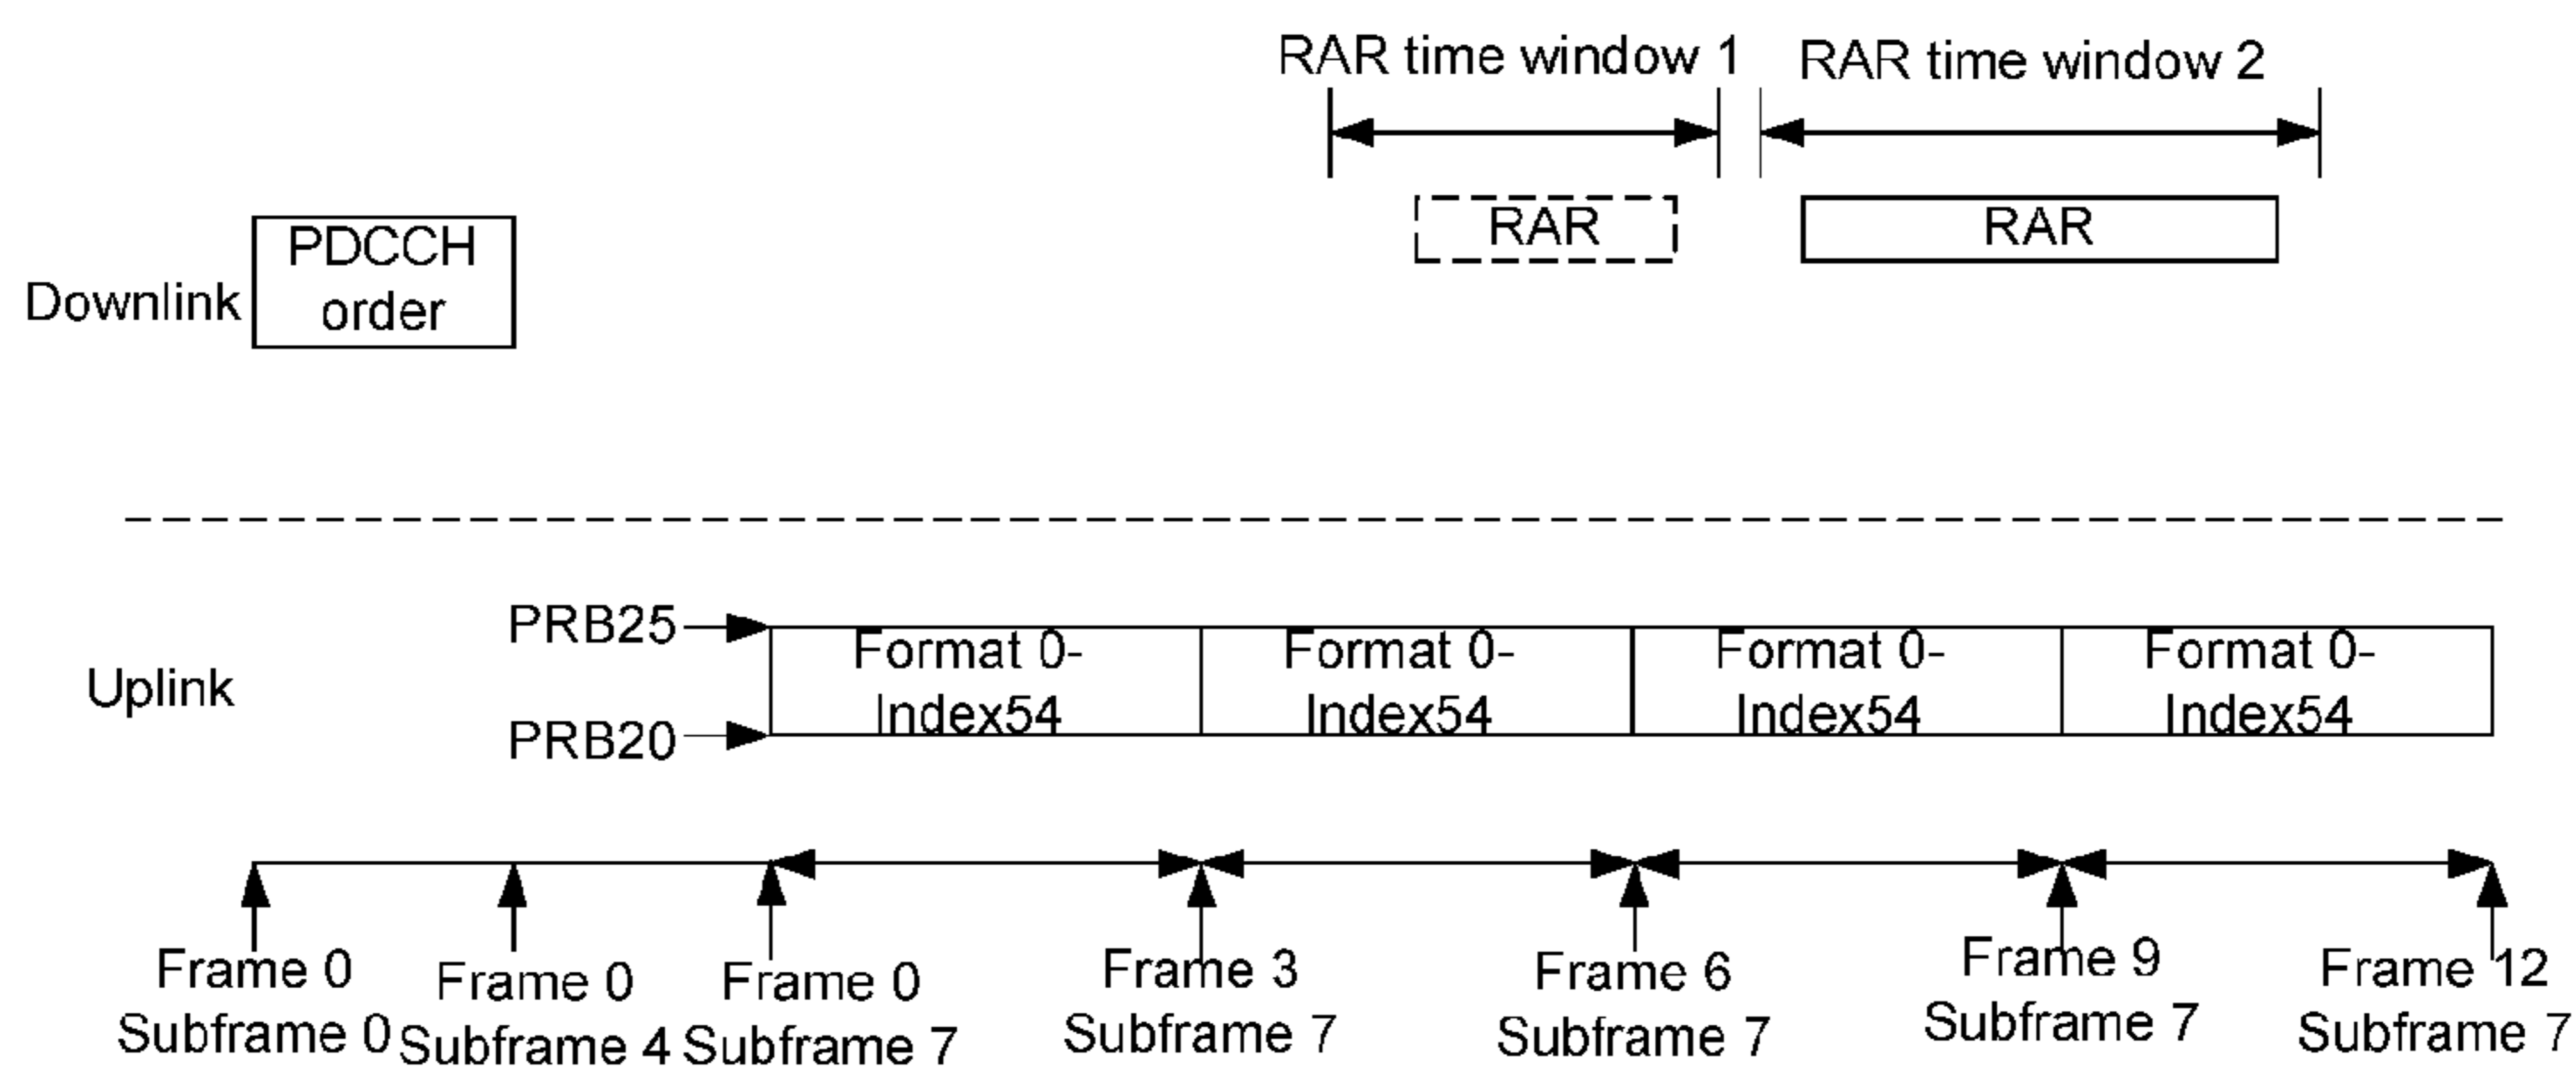 RAR time window 1
RAR time window 2
PDCCH
order
RAR
RAR
Downlink
PRB25
PRB20
Uplink
Format 0-
Index54
Format 0-
Index54
Format 0-
Index54
Format 0-
Index54
Frame 0
Subframe 0
Frame 0
Subframe 4
Frame 0
Subframe 7
Frame 3
Subframe 7
Frame 6
Subframe 7
Frame 9
Subframe 7
Frame 12
Subframe 7